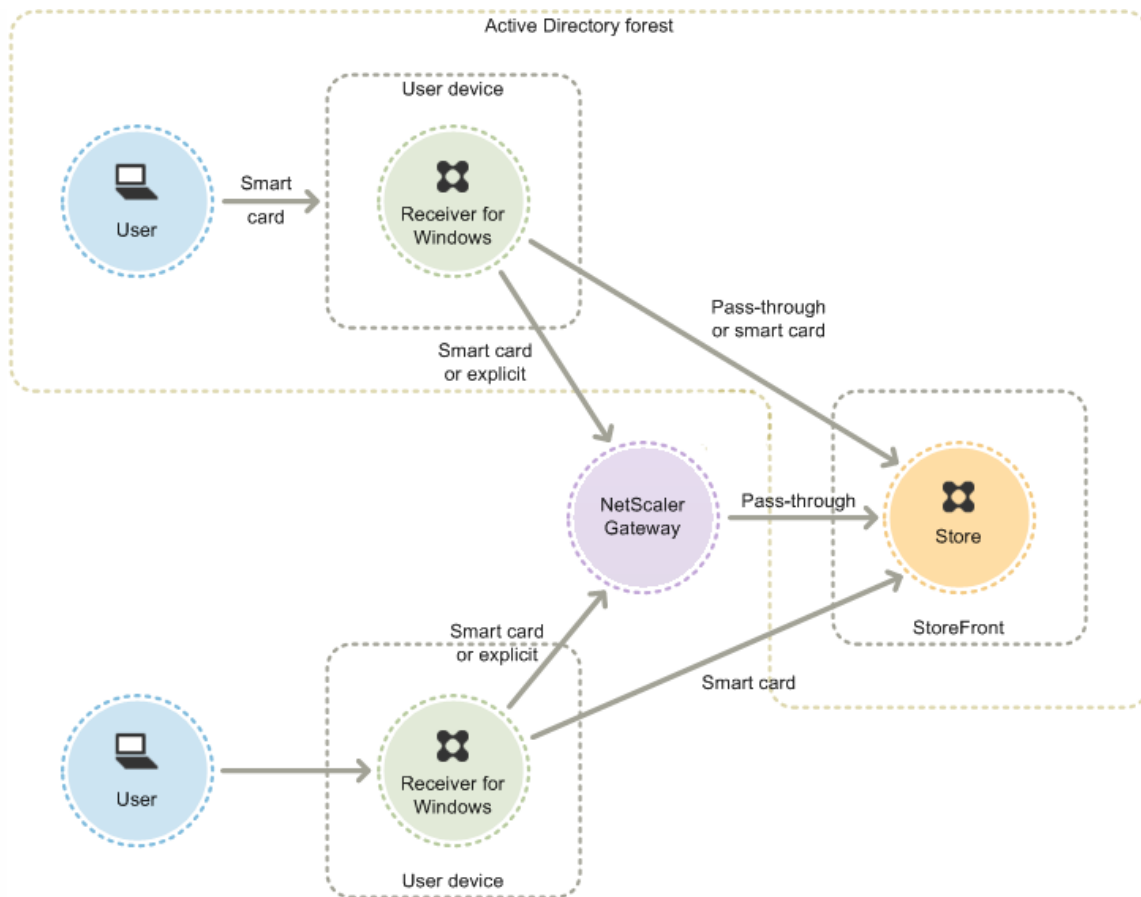 Active Directory forest
User device
Smart
card
User
Receiver for
Windows
Pass-through
or smart card
Smart card
or explicit
NetScaler
Gateway
Pass-through
Store
StoreFront
Smart card
or explicit
Smart card
User
Receiver for
Windows
User device